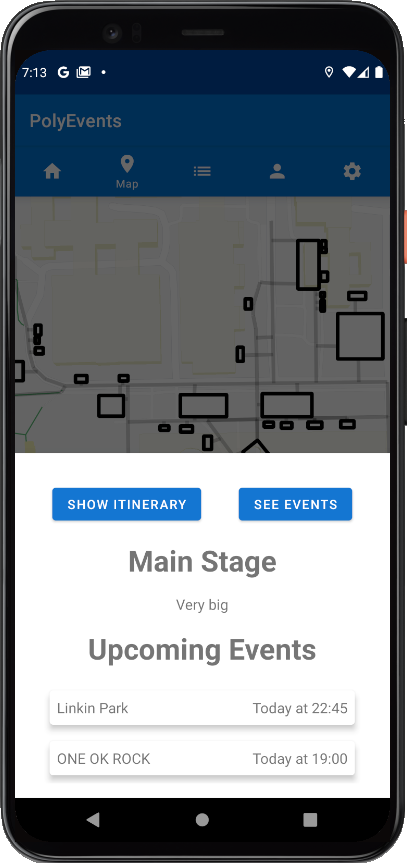 7:13
PolyEvents
Map
SHOW ITINERARY SEE EVENTS
Main Stage
Very big
Upcoming Events
Linkin Park Today at 22:45
ONE OK ROCK Today at 19:00